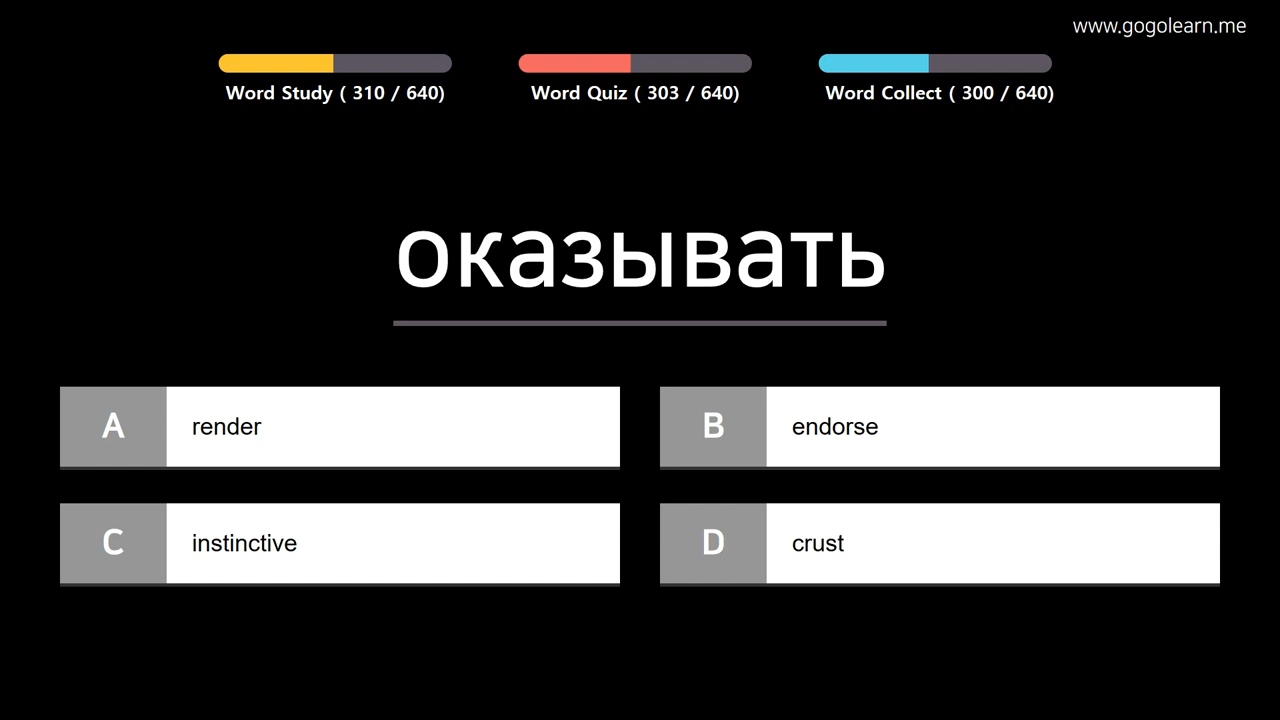 www.gogolearn.me
Word Study ( 310 / 640)
Word Quiz ( 303 / 640)
Word Collect ( 300 / 640)
оказывать
A render
B endorse
C instinctive
D crust